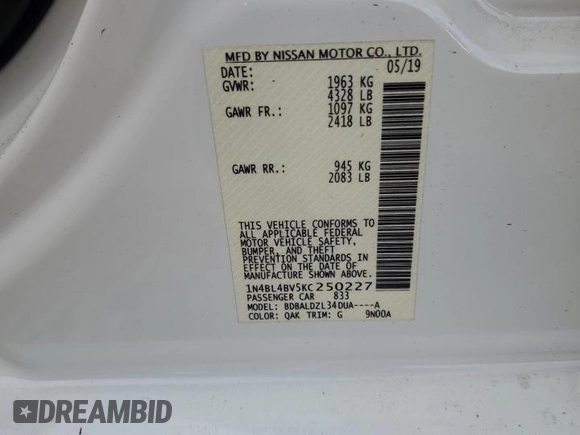 MFD BY NISSAN MOTOR CO., LTD.
DATE: 05/19
GVWR: 1963 KG
4328 LB
GAWR FR.: 1097 KG
2418 LB
GAWR RR.: 945 KG
2083 LB
THIS VEHICLE CONFORMS TO
ALL APPLICABLE FEDERAL
MOTOR VEHICLE SAFETY,
BUMPER, AND THEFT
PREVENTION STANDARDS IN
EFFECT ON THE DATE OF
MANUFACTURE SHOWN ABOVE.
1N4BL4BV5KC250227
PASSENGER CAR 833
MODEL: BDBALDZL34DUA----A
COLOR: QAK TRIM: G 9N00A
DREAMBID